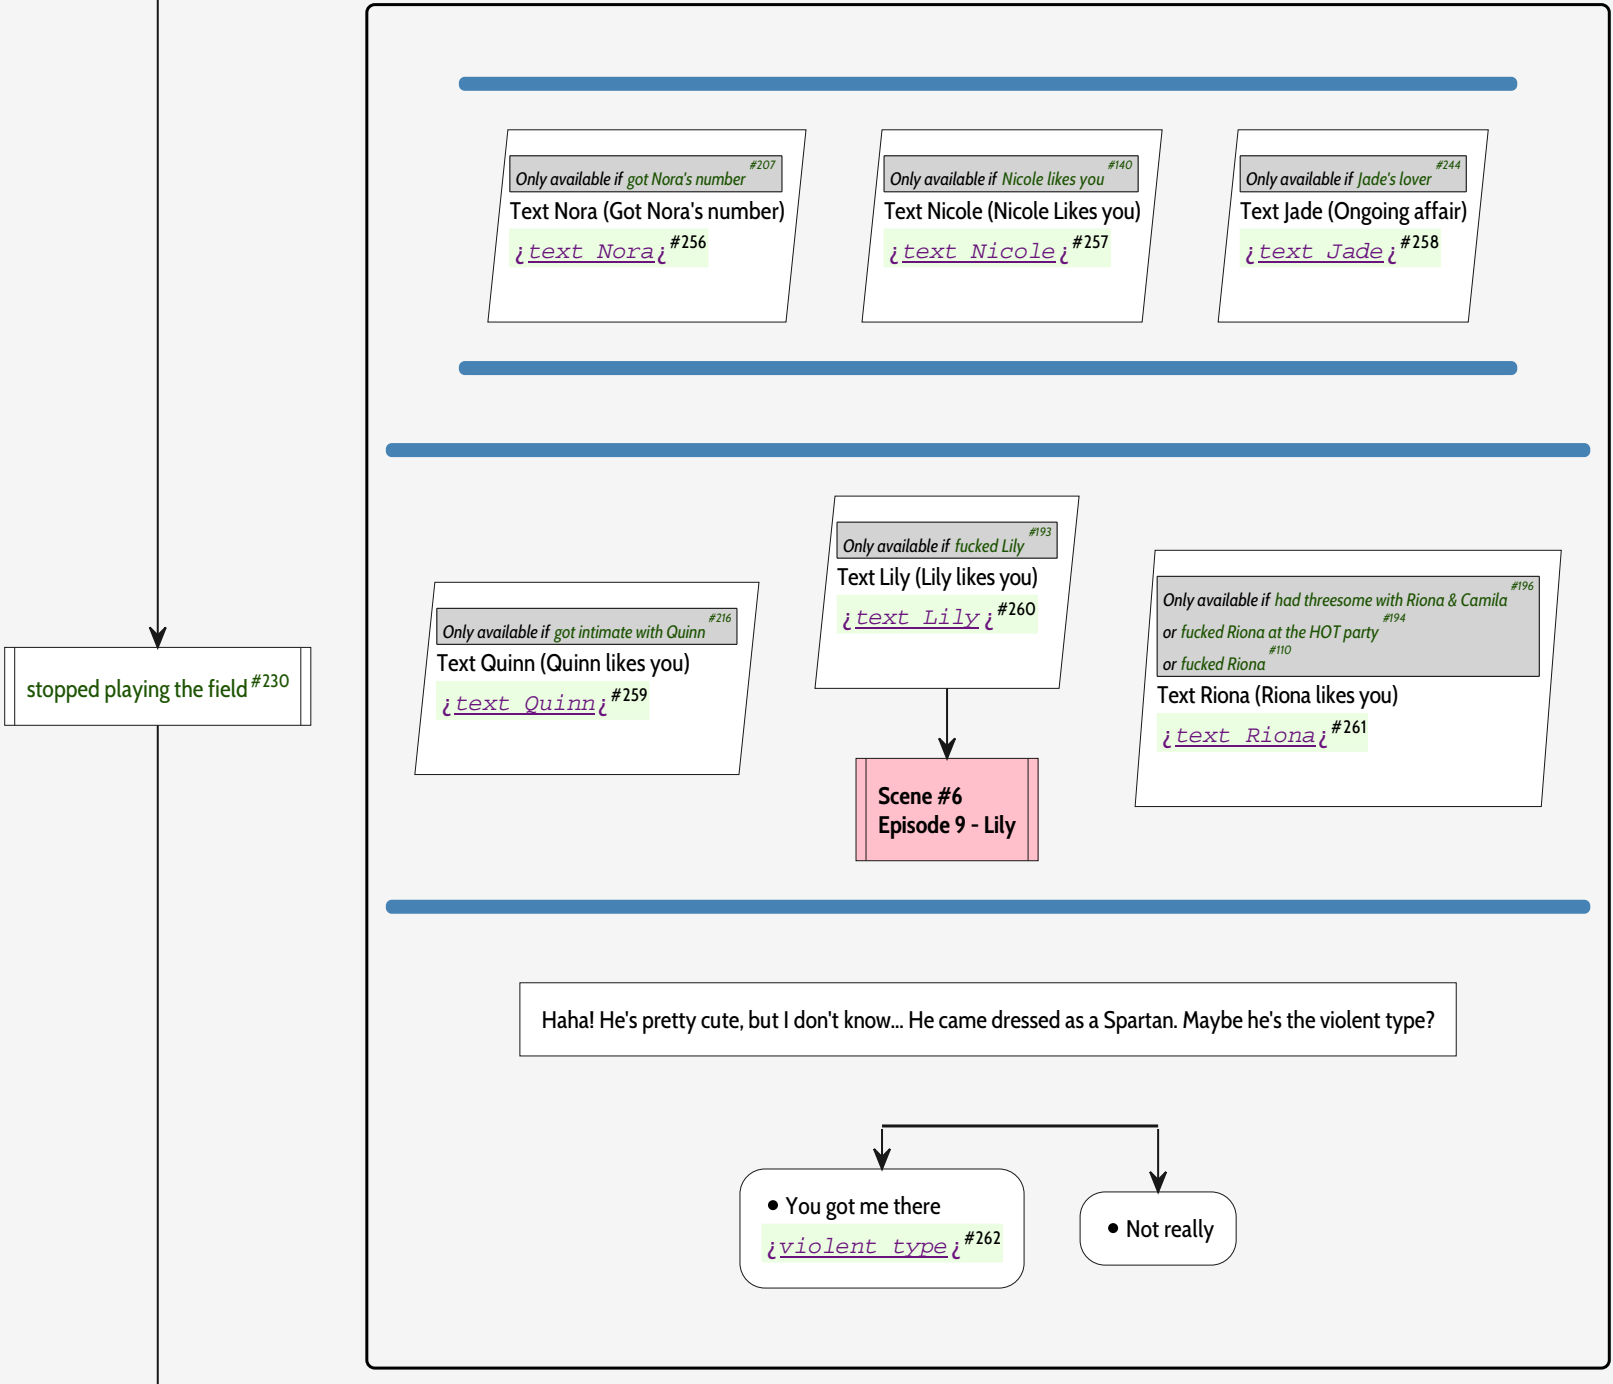 #207
Only available if got Nora's number
Text Nora (Got Nora's number)
¿text Nora¿#256
#140
Only available if Nicole likes you
Text Nicole (Nicole Likes you)
¿text Nicole¿#257
#244
Only available if Jade's lover
Text Jade (Ongoing affair)
¿text Jade¿#258
stopped playing the field#230
#216
Only available if got intimate with Quinn
Text Quinn (Quinn likes you)
¿text Quinn¿#259
#193
Only available if fucked Lily
Text Lily (Lily likes you)
¿text Lily¿#260
Scene #6
Episode 9 - Lily
#196
Only available if had threesome with Riona & Camila
#194
or fucked Riona at the HOT party
#110
or fucked Riona
Text Riona (Riona likes you)
¿text Riona¿#261
Haha! He's pretty cute, but I don't know... He came dressed as a Spartan. Maybe he's the violent type?
• You got me there
¿violent type¿#262
• Not really